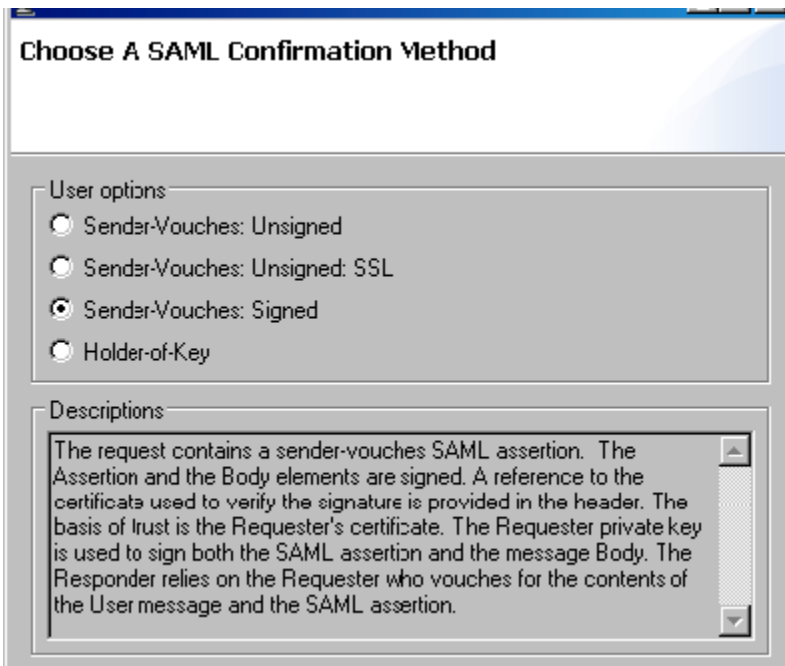 Choose A SAML Confirmation Method
User options
Sender-Vouches: Unsigned
Sender-Vouches: Unsigned: SSL
Sender-Vouches: Signed
Holder-of-Key
Descriptions
The request contains a sender-vouches SAML assertion. The
Assertion and the Body elements are signed. A reference to the
certificate used to verify the signature is provided in the header. The
basis of trust is the Requester's certificate. The Requester private key
is used to sign both the SAML assertion and the message Body. The
Responder relies on the Requester who vouches for the contents of
the User message and the SAML assertion.